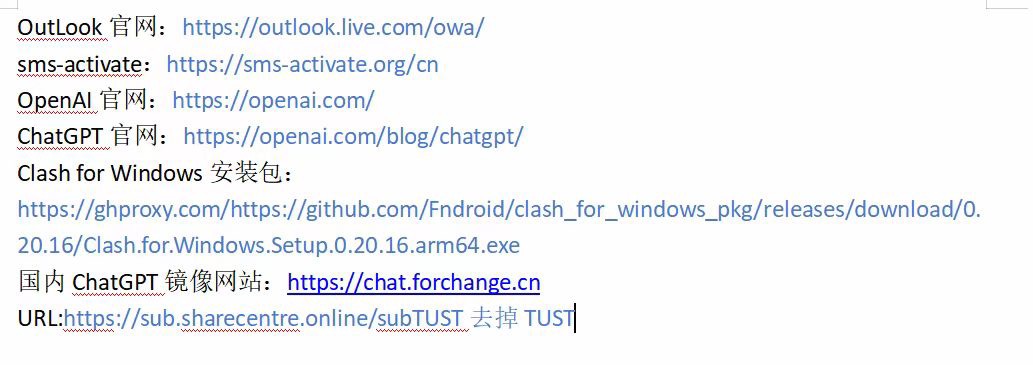 OutLook 官网：https://outlook.live.com/owa/
sms-activate：https://sms-activate.org/cn
OpenAI 官网：https://openai.com/
ChatGPT 官网：https://openai.com/blog/chatgpt/
Clash for Windows 安装包：
https://ghproxy.com/https://github.com/Fndroid/clash_for_windows_pkg/releases/download/0.
20.16/Clash.for.Windows.Setup.0.20.16.arm64.exe
国内 ChatGPT 镜像网站：https://chat.forchange.cn
URL:https://sub.sharecentre.online/subTUST 去掉 TUST